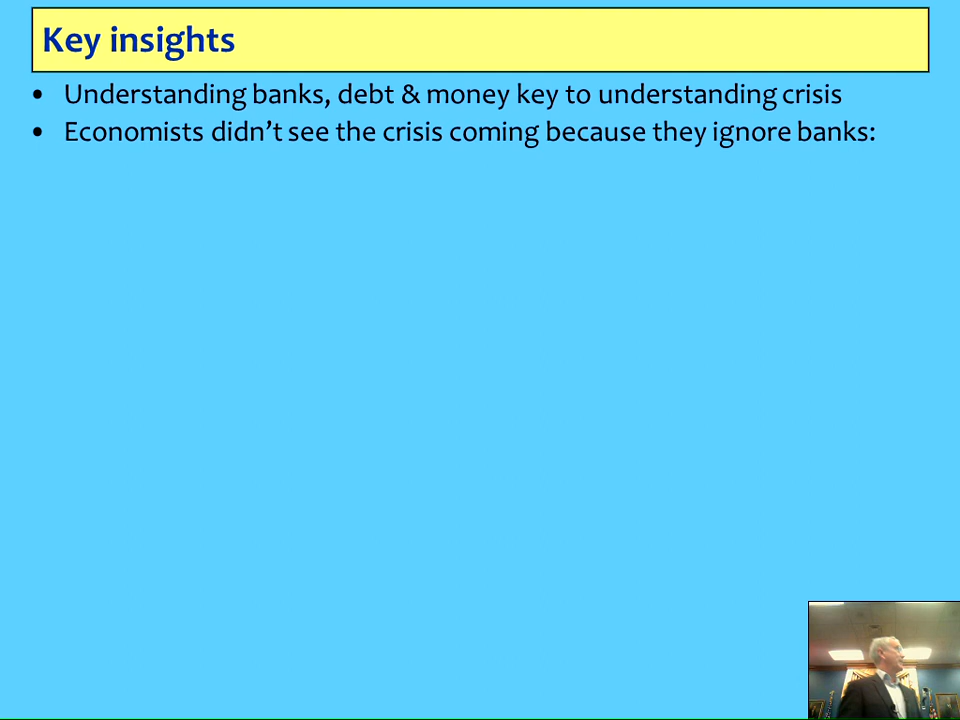 Key insights
• Understanding banks, debt & money key to understanding crisis
• Economists didn’t see the crisis coming because they ignore banks: